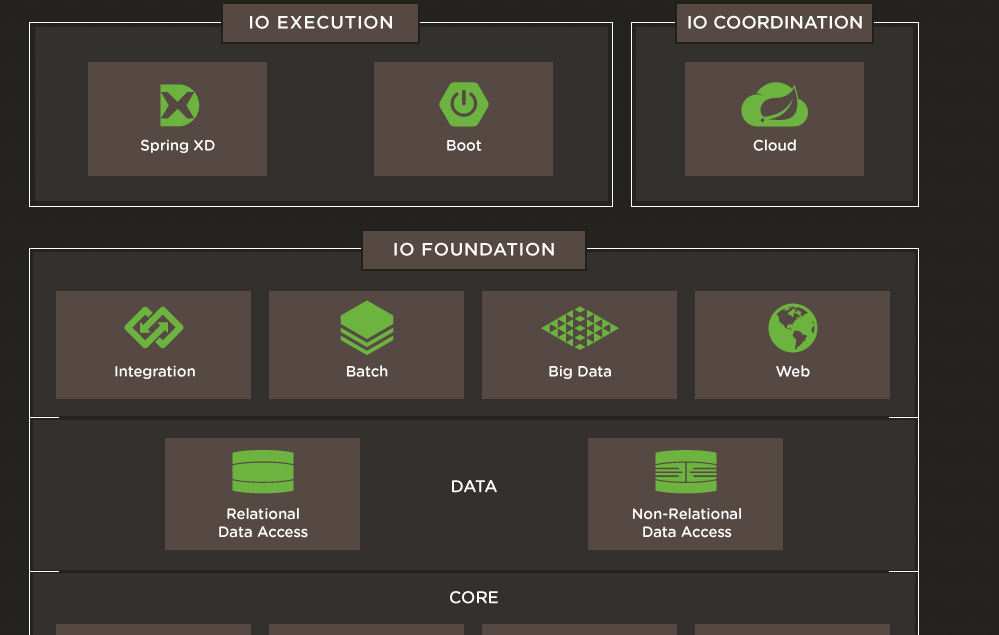 IO EXECUTION
IO COORDINATION
Spring XD
Boot
Cloud
IO FOUNDATION
Integration
Batch
Big Data
Web
DATA
Relational
Data Access
Non-Relational
Data Access
CORE